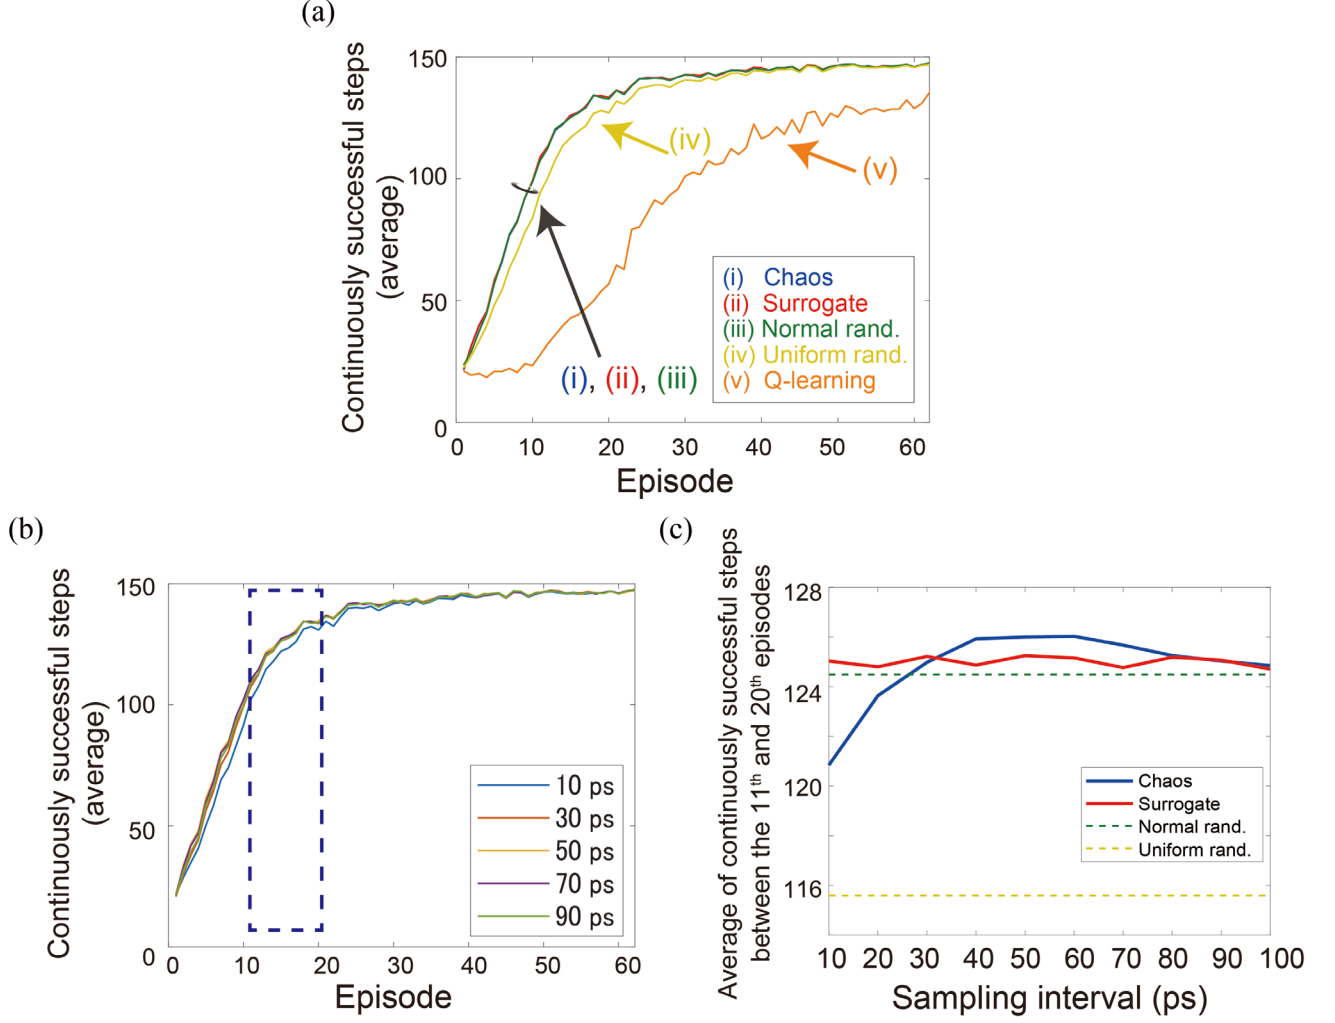 (a)
Continuously successful steps
(average)
150
100
50
0
(iv)
(v)
(i), (ii), (iii)
(i) Chaos
(ii) Surrogate
(iii) Normal rand.
(iv) Uniform rand.
(v) Q-learning
0 10 20 30 40 50 60
Episode
(b)
Continuously successful steps
(average)
150
100
50
0
10 ps
30 ps
50 ps
70 ps
90 ps
0 10 20 30 40 50 60
Episode
(c)
Average of continuously successful steps
between the 11th and 20th episodes
128
124
120
116
Chaos
Surrogate
Normal rand.
Uniform rand.
10 20 30 40 50 60 70 80 90 100
Sampling interval (ps)